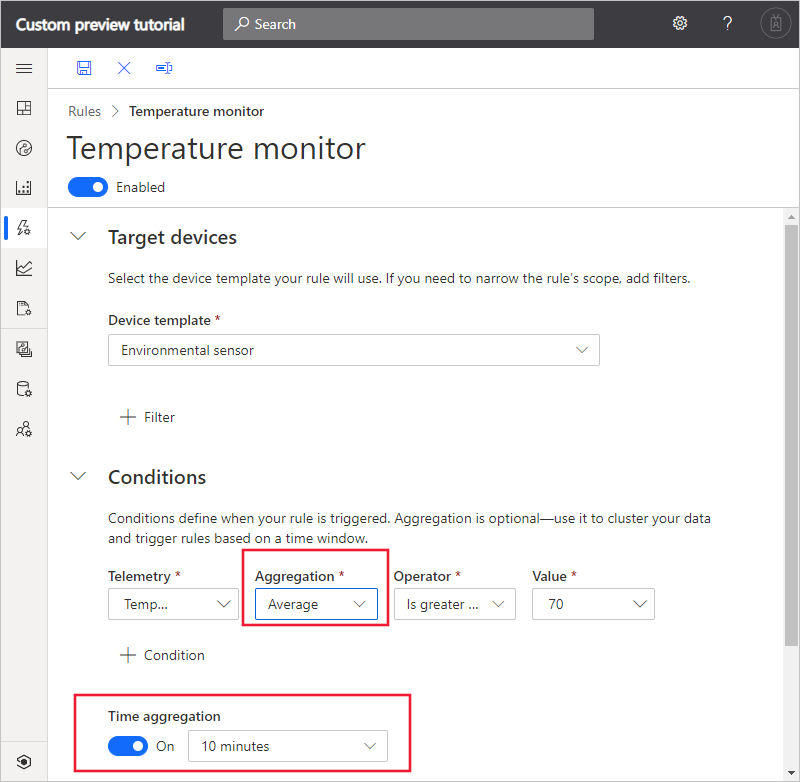 Custom preview tutorial
Search
?
Rules > Temperature monitor
Temperature monitor
Enabled
Target devices
Select the device template your rule will use. If you need to narrow the rule's scope, add filters.
Device template *
Environmental sensor
+ Filter
Conditions
Conditions define when your rule is triggered. Aggregation is optional—use it to cluster your data
and trigger rules based on a time window.
Telemetry * Aggregation * Operator * Value *
Temp... Average Is greater ... 70
+ Condition
Time aggregation
On 10 minutes